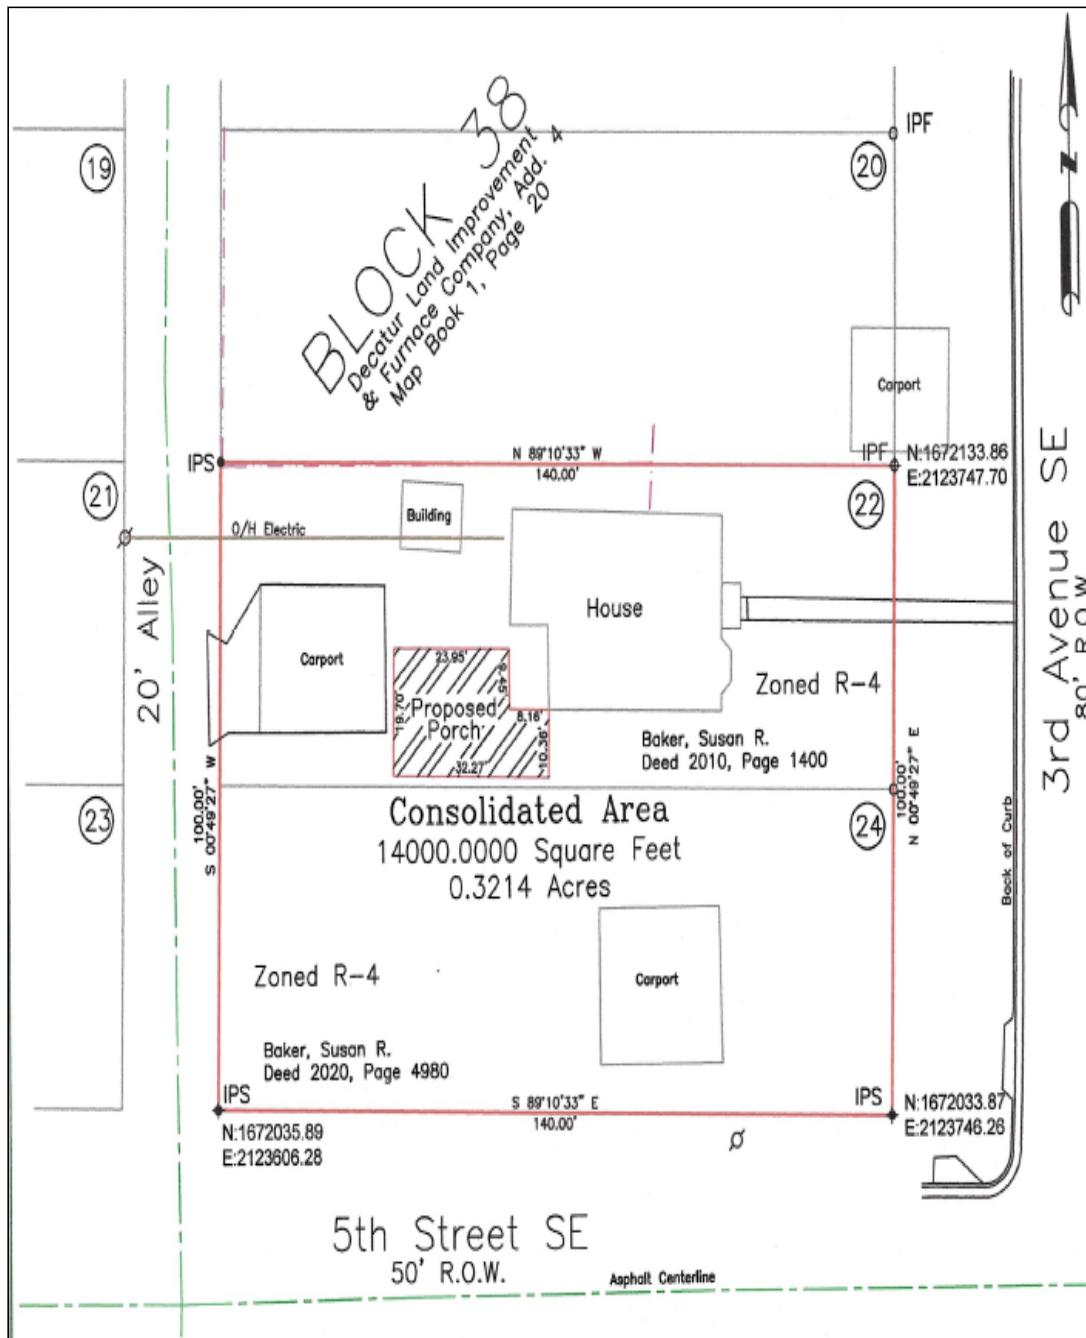 IPF
19
20
BLOCK 38
Decatur Land Improvement
& Furnace Company, Add. 4
Map Book 1, Page 20
N
Carport
3rd Avenue SE
80' R.O.W.
IPS
N 89°10'33" W
140.00'
IPF
N:1672133.86
E:2123747.70
21
22
Building
O/H Electric
20' Alley
House
Carport
23.95'
9.45'
19.70'
Proposed
Porch
8.16'
10.36'
32.27'
Zoned R-4
Baker, Susan R.
Deed 2010, Page 1400
100.00'
S 00°49'27" W
100.00'
N 00°49'27" E
23
24
Consolidated Area
14000.0000 Square Feet
0.3214 Acres
Back of Curb
Zoned R-4
Carport
Baker, Susan R.
Deed 2020, Page 4980
IPS
S 89°10'33" E
140.00'
IPS
N:1672033.87
E:2123746.26
N:1672035.89
E:2123606.28
5th Street SE
50' R.O.W.
Asphalt Centerline